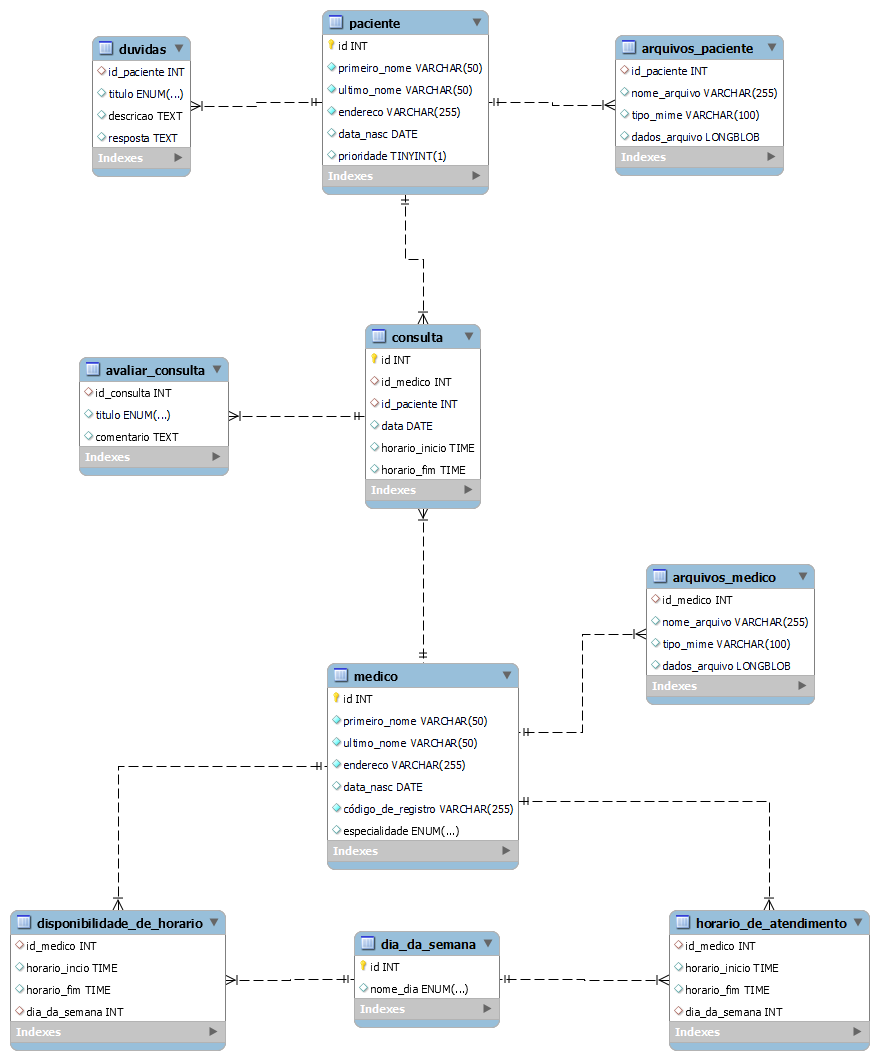 duvidas
id_paciente INT
titulo ENUM(...)
descricao TEXT
resposta TEXT
Indexes
paciente
id INT
primeiro_nome VARCHAR(50)
ultimo_nome VARCHAR(50)
endereco VARCHAR(255)
data_nasc DATE
prioridade TINYINT(1)
Indexes
arquivos_paciente
id_paciente INT
nome_arquivo VARCHAR(255)
tipo_mime VARCHAR(100)
dados_arquivo LONGBLOB
Indexes
avaliar_consulta
id_consulta INT
titulo ENUM(...)
comentario TEXT
Indexes
consulta
id INT
id_medico INT
id_paciente INT
data DATE
horario_inicio TIME
horario_fim TIME
Indexes
arquivos_medico
id_medico INT
nome_arquivo VARCHAR(255)
tipo_mime VARCHAR(100)
dados_arquivo LONGBLOB
Indexes
medico
id INT
primeiro_nome VARCHAR(50)
ultimo_nome VARCHAR(50)
endereco VARCHAR(255)
data_nasc DATE
código_de_registro VARCHAR(255)
especialidade ENUM(...)
Indexes
disponibilidade_de_horario
id_medico INT
horario_incio TIME
horario_fim TIME
dia_da_semana INT
Indexes
dia_da_semana
id INT
nome_dia ENUM(...)
Indexes
horario_de_atendimento
id_medico INT
horario_inicio TIME
horario_fim TIME
dia_da_semana INT
Indexes